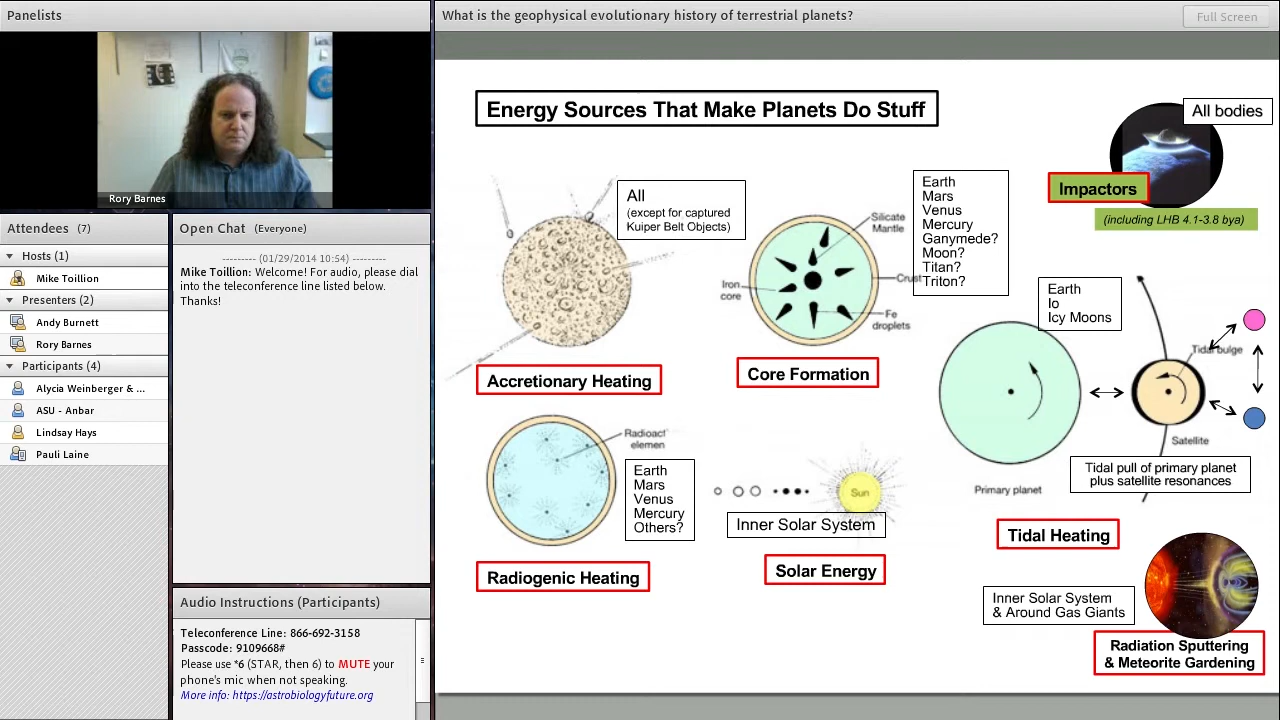 Panelists
Rory Barnes
Attendees (7)
Hosts (1)
Mike Toillion
Presenters (2)
Andy Burnett
Rory Barnes
Participants (4)
Alycia Weinberger & ...
ASU - Anbar
Lindsay Hays
Pauli Laine
Open Chat (Everyone)
--------- (01/29/2014 10:54) --------
Mike Toillion: Welcome! For audio, please dial
into the teleconference line listed below.
Thanks!
Audio Instructions (Participants)
Teleconference Line: 866-692-3158
Passcode: 9109668#
Please use *6 (STAR, then 6) to MUTE your
phone's mic when not speaking.
More info: https://astrobiologyfuture.org
What is the geophysical evolutionary history of terrestrial planets?
Full Screen
Energy Sources That Make Planets Do Stuff
All bodies
Impactors
(including LHB 4.1-3.8 bya)
All
(except for captured
Kuiper Belt Objects)
Accretionary Heating
Silicate
Mantle
Crust
Iron
core
Fe
droplets
Earth
Mars
Venus
Mercury
Ganymede?
Moon?
Titan?
Triton?
Core Formation
Earth
Io
Icy Moons
Tidal bulge
Satellite
Primary planet
Tidal pull of primary planet
plus satellite resonances
Tidal Heating
Radioact
elemen
Earth
Mars
Venus
Mercury
Others?
Radiogenic Heating
Sun
Inner Solar System
Solar Energy
Inner Solar System
& Around Gas Giants
Radiation Sputtering
& Meteorite Gardening